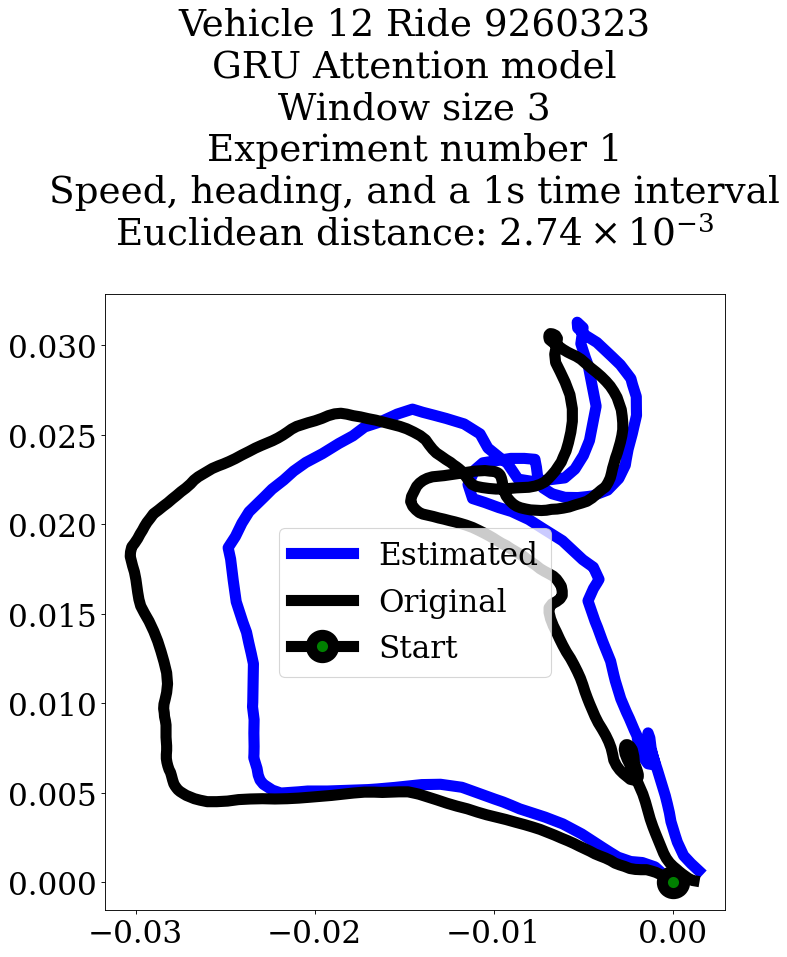 Vehicle 12 Ride 9260323
GRU Attention model
Window size 3
Experiment number 1
Speed, heading, and a 1s time interval
Euclidean distance: 2.74 × 10⁻³
0.030
0.025
0.020
0.015
0.010
0.005
0.000
Estimated
Original
Start
−0.03 −0.02 −0.01 0.00